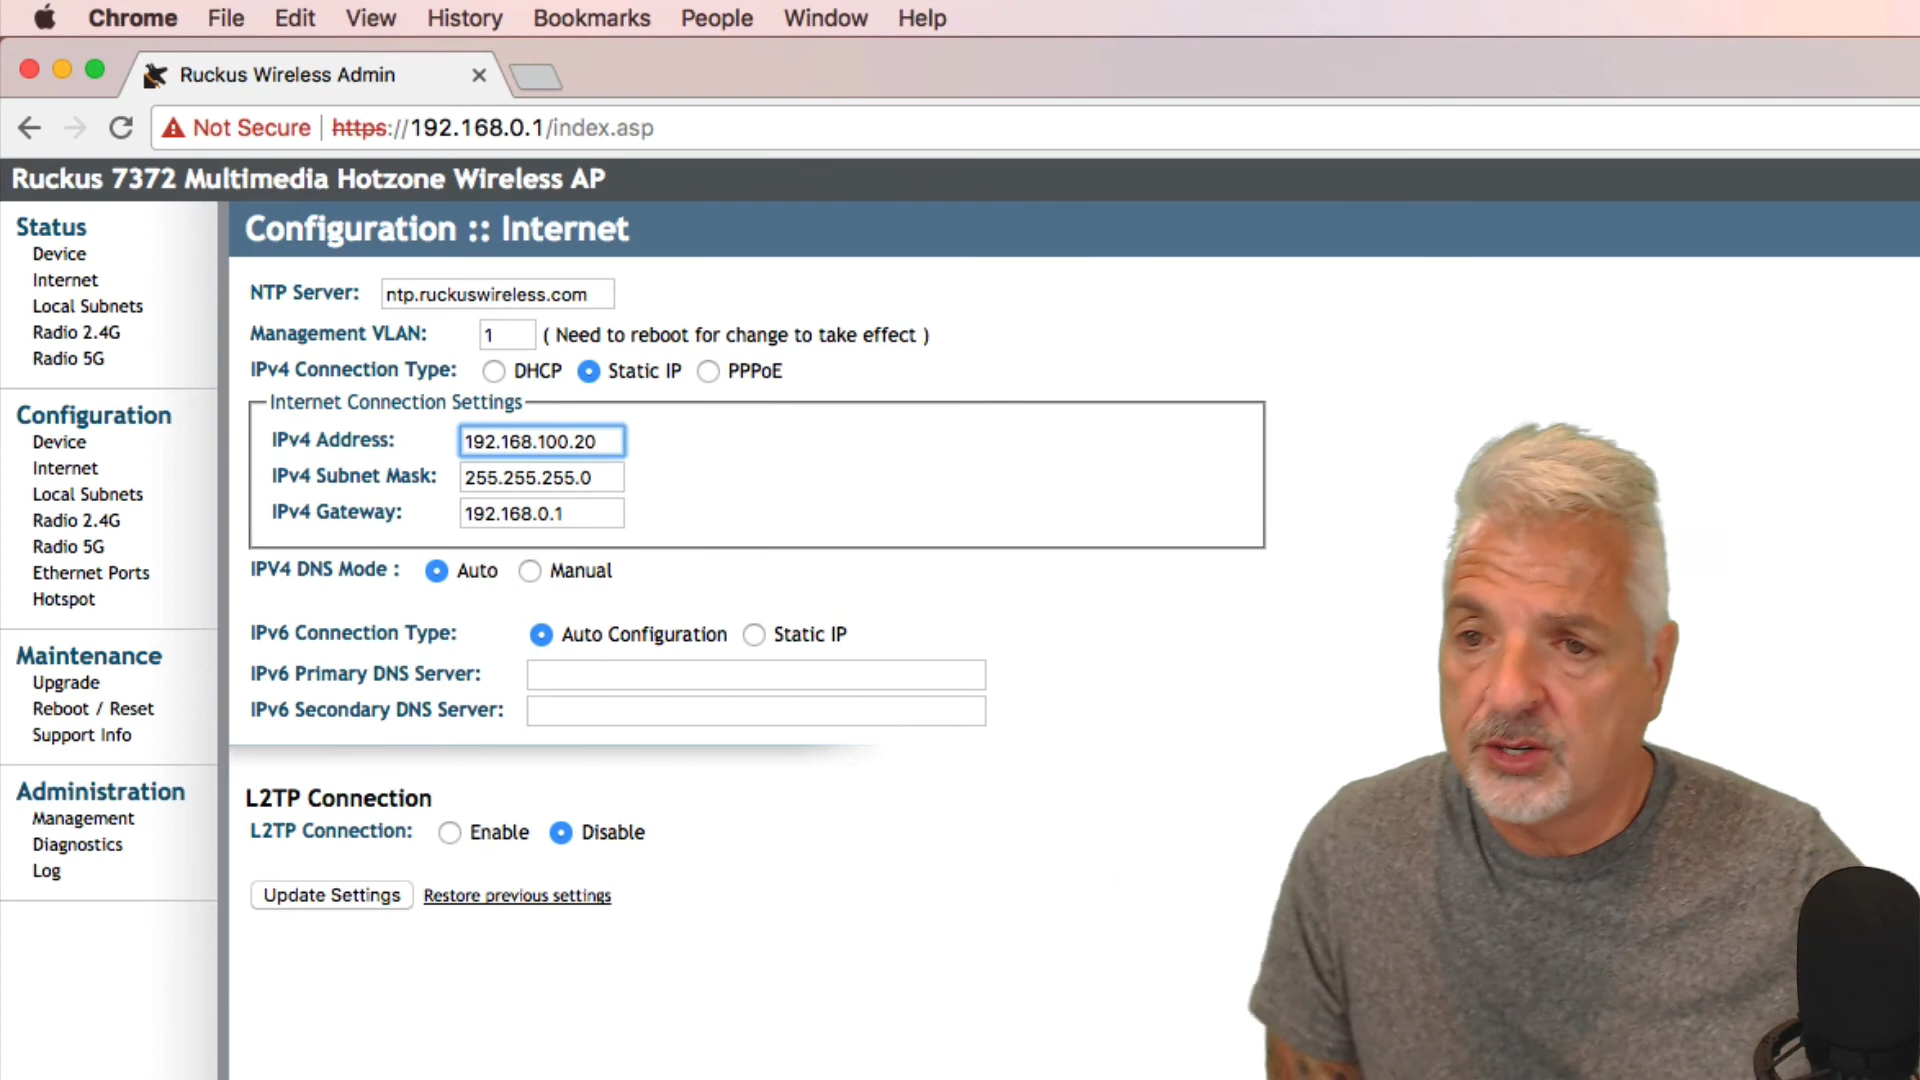 Chrome File Edit View History Bookmarks People Window Help
Ruckus Wireless Admin
Not Secure https://192.168.0.1/index.asp
Ruckus 7372 Multimedia Hotzone Wireless AP
Status
Device
Internet
Local Subnets
Radio 2.4G
Radio 5G
Configuration
Device
Internet
Local Subnets
Radio 2.4G
Radio 5G
Ethernet Ports
Hotspot
Maintenance
Upgrade
Reboot / Reset
Support Info
Administration
Management
Diagnostics
Log
Configuration :: Internet
NTP Server: ntp.ruckuswireless.com
Management VLAN: 1 ( Need to reboot for change to take effect )
IPv4 Connection Type: DHCP Static IP PPPoE
Internet Connection Settings
IPv4 Address: 192.168.100.20
IPv4 Subnet Mask: 255.255.255.0
IPv4 Gateway: 192.168.0.1
IPV4 DNS Mode : Auto Manual
IPv6 Connection Type: Auto Configuration Static IP
IPv6 Primary DNS Server:
IPv6 Secondary DNS Server:
L2TP Connection
L2TP Connection: Enable Disable
Update Settings Restore previous settings